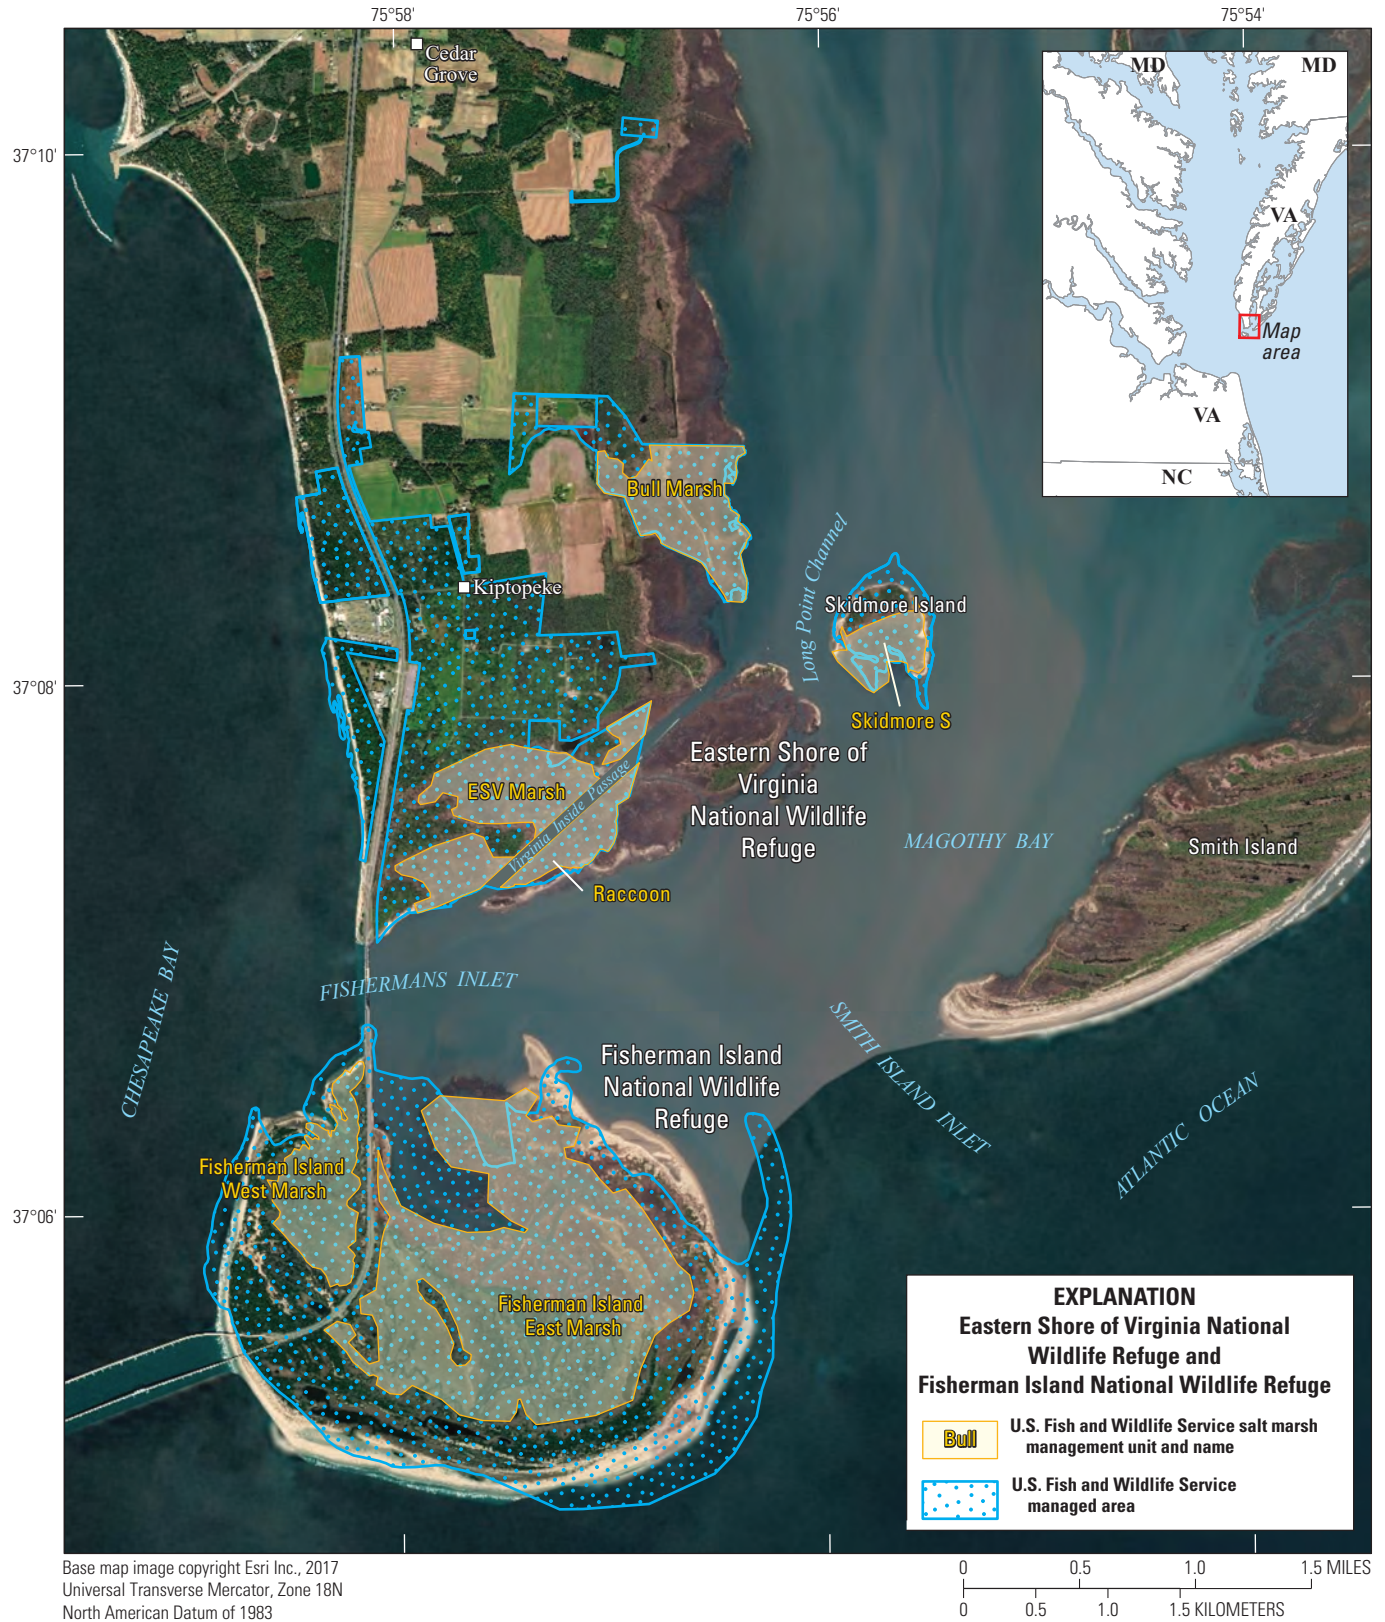 75°58'
75°56'
75°54'
Cedar
Grove
37°10'
MD
MD
VA
Map
area
VA
NC
Bull Marsh
Long Point Channel
Kiptopeke
Skidmore Island
37°08'
Skidmore S
Eastern Shore of
Virginia
National Wildlife
Refuge
ESV Marsh
Virginia Inside Passage
MAGOTHY BAY
Smith Island
Raccoon
CHESAPEAKE BAY
FISHERMANS INLET
SMITH ISLAND INLET
Fisherman Island
National Wildlife
Refuge
ATLANTIC OCEAN
Fisherman Island
West Marsh
37°06'
Fisherman Island
East Marsh
EXPLANATION
Eastern Shore of Virginia National
Wildlife Refuge and
Fisherman Island National Wildlife Refuge
Bull
U.S. Fish and Wildlife Service salt marsh
management unit and name
U.S. Fish and Wildlife Service
managed area
Base map image copyright Esri Inc., 2017
Universal Transverse Mercator, Zone 18N
North American Datum of 1983
0 0.5 1.0 1.5 MILES
0 0.5 1.0 1.5 KILOMETERS